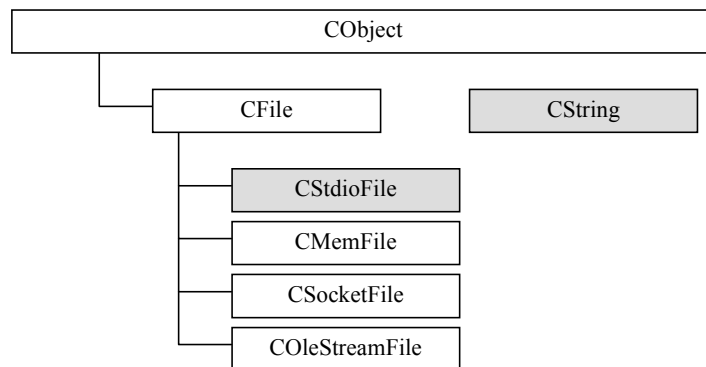 CObject
CFile
CString
CStdioFile
CMemFile
CSocketFile
COleStreamFile